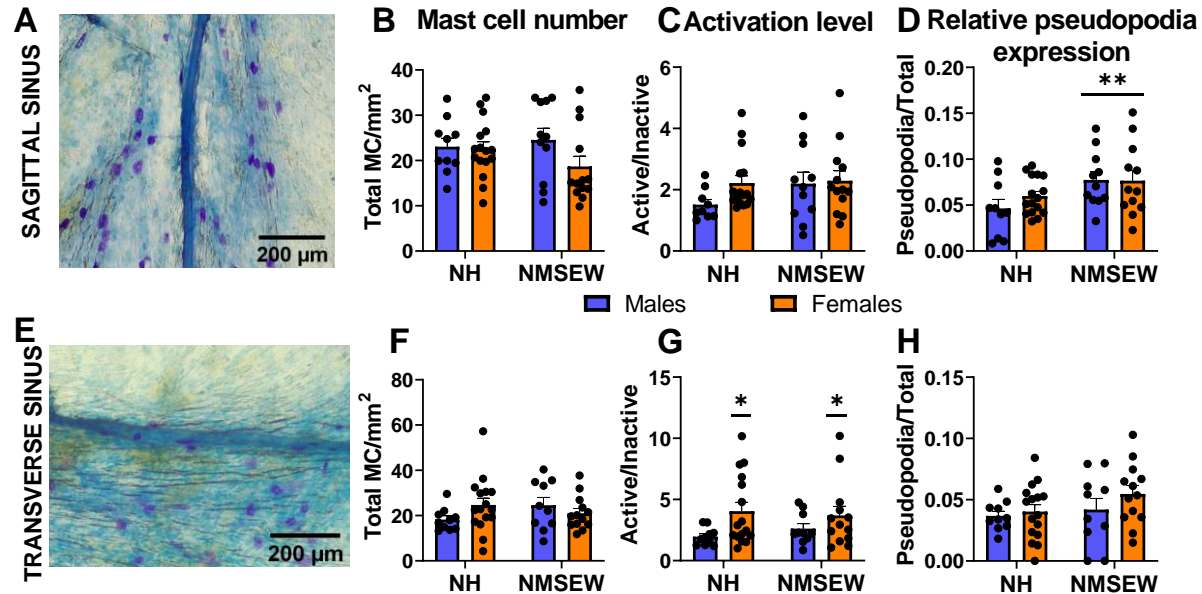 A
SAGITTAL SINUS
200 µm
B
Mast cell number
Total MC/mm²
40
30
20
10
0
NH
NMSEW
C
Activation level
Active/Inactive
6
4
2
0
NH
NMSEW
D
Relative pseudopodia
expression
Pseudopodia/Total
0.20
0.15
0.10
0.05
0.00
**
NH
NMSEW
Males
Females
E
TRANSVERSE SINUS
200 µm
F
Total MC/mm²
80
60
40
20
0
NH
NMSEW
G
Active/Inactive
15
10
5
0
*
*
NH
NMSEW
H
Pseudopodia/Total
0.15
0.10
0.05
0.00
NH
NMSEW